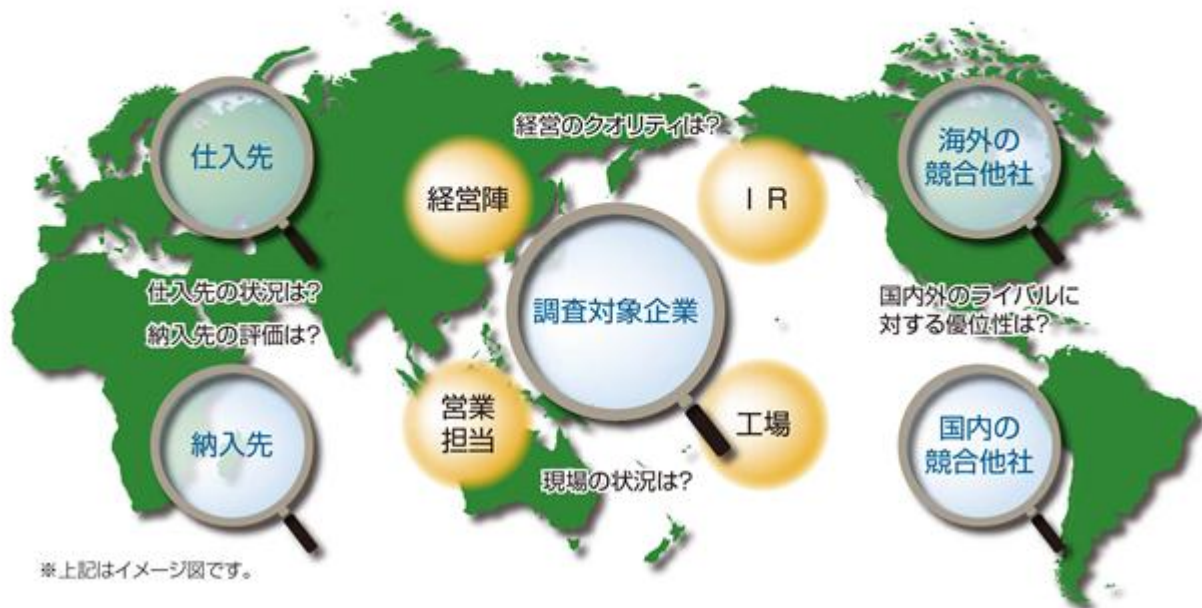 経営のクオリティは?
仕入先
海外の
競合他社
経営陣
I R
仕入先の状況は?
納入先の評価は?
調査対象企業
国内外のライバルに
対する優位性は?
営業
担当
工場
納入先
国内の
競合他社
現場の状況は?
※上記はイメージ図です。